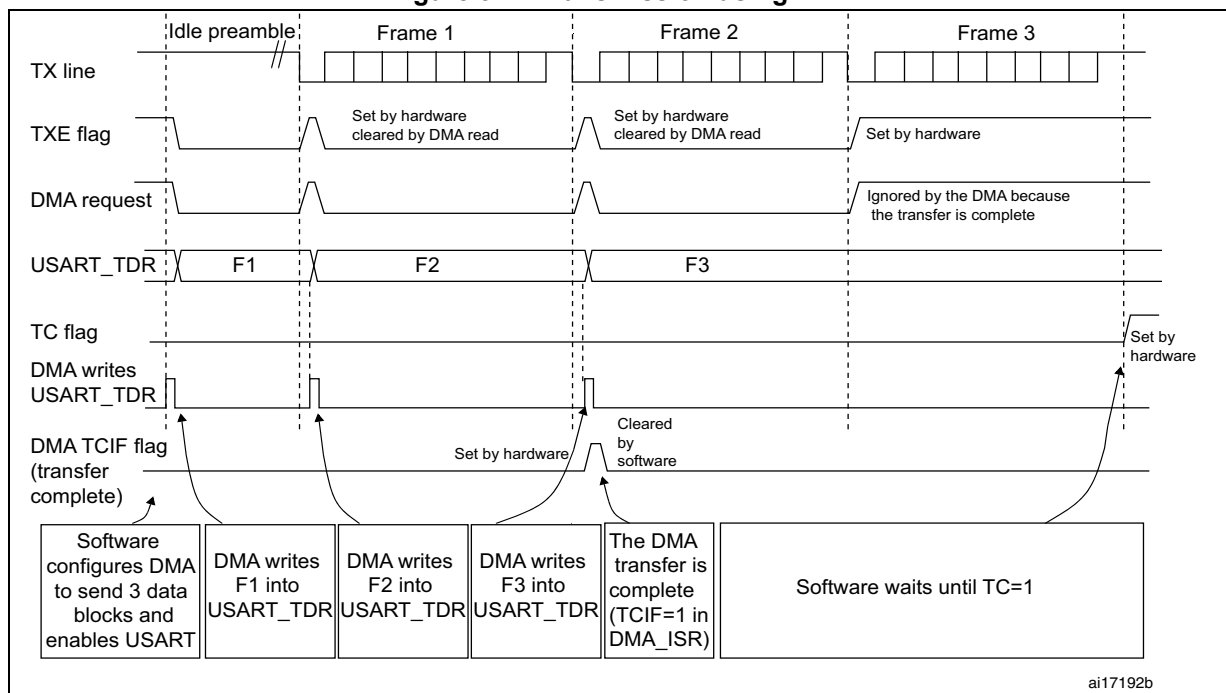 Idle preamble
Frame 1
Frame 2
Frame 3
TX line
TXE flag
Set by hardware
cleared by DMA read
Set by hardware
cleared by DMA read
Set by hardware
DMA request
Ignored by the DMA because
the transfer is complete
USART_TDR
F1
F2
F3
TC flag
Set by
hardware
DMA writes
USART_TDR
DMA TCIF flag
(transfer
complete)
Set by hardware
Cleared
by
software
Software
configures DMA
to send 3 data
blocks and
enables USART
DMA writes
F1 into
USART_TDR
DMA writes
F2 into
USART_TDR
DMA writes
F3 into
USART_TDR
The DMA
transfer is
complete
(TCIF=1 in
DMA_ISR)
Software waits until TC=1
ai17192b